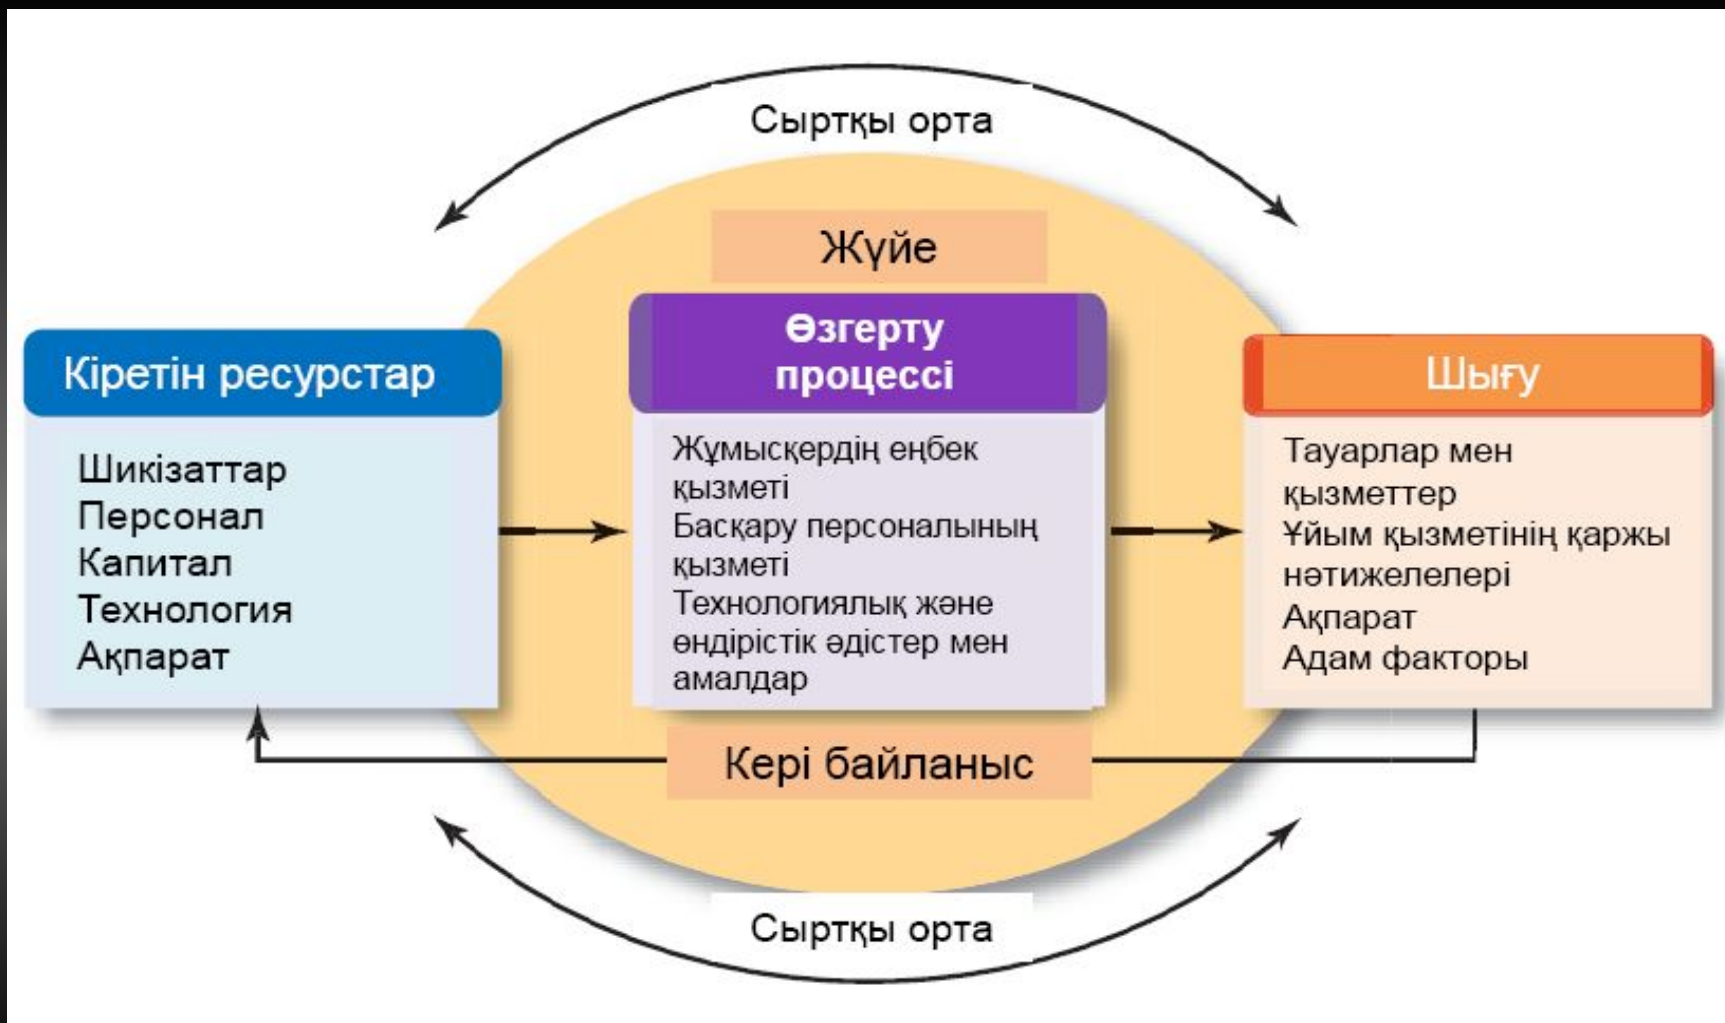 Сыртқы орта
Жүйе
Кіретін ресурстар
Шикізаттар
Персонал
Капитал
Технология
Ақпарат
Өзгерту
процессі
Жұмысқердің еңбек
қызметі
Басқару персоналының
қызметі
Технологиялық және
өндірістік әдістер мен
амалдар
Шығу
Тауарлар мен
қызметтер
Ұйым қызметінің қаржы
нәтижелелері
Ақпарат
Адам факторы
Кері байланыс
Сыртқы орта